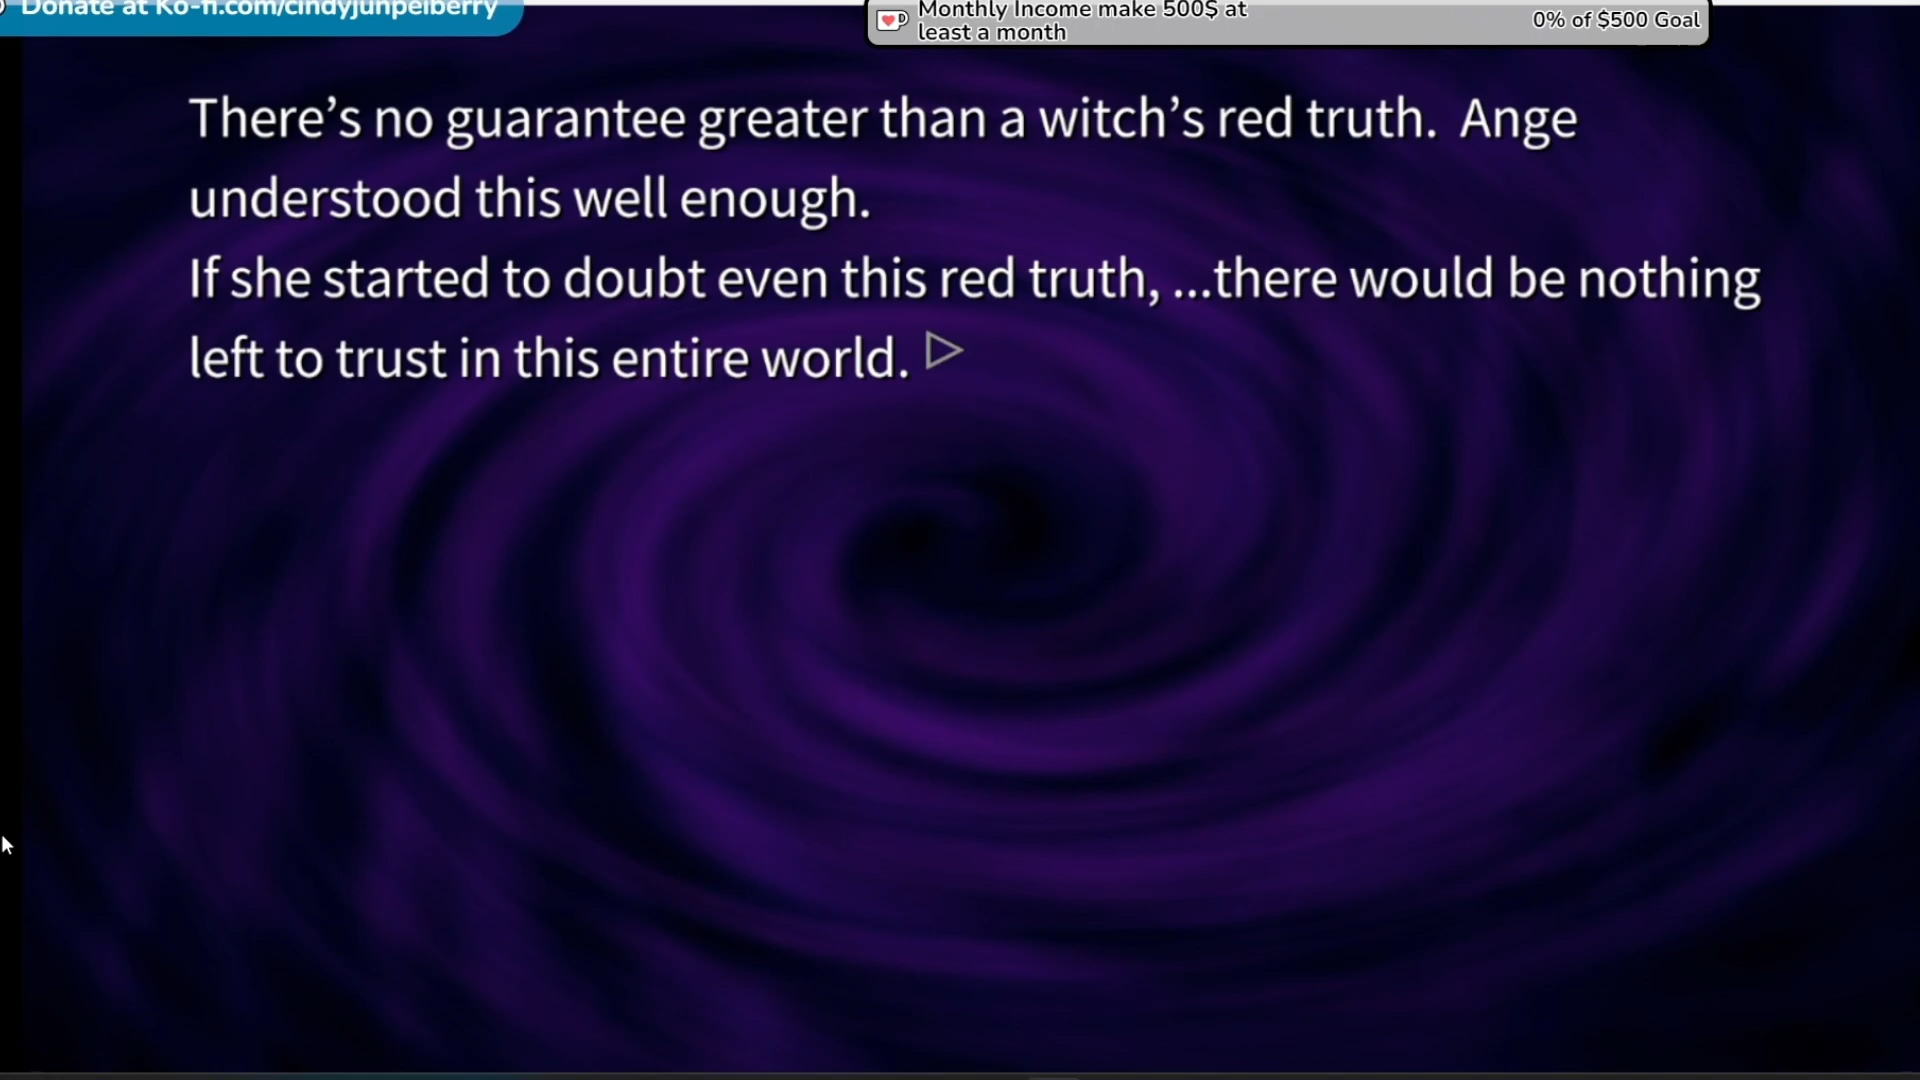 Donate at Ko-fi.com/cindyjunpeiberry
Monthly Income make 500$ at
least a month
0% of $500 Goal
There’s no guarantee greater than a witch’s red truth.  Ange
understood this well enough.
If she started to doubt even this red truth, ...there would be nothing
left to trust in this entire world.